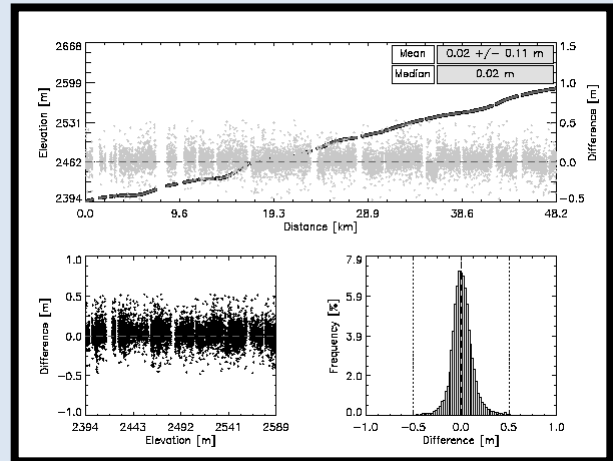 Mean 0.02 +/- 0.11 m
Median 0.02 m
Elevation [m]
2668
2599
2531
2462
2394
1.5
1.0
0.5
0.0
-0.5
Difference [m]
0.0 9.6 19.3 28.9 38.6 48.2
Distance [km]
Difference [m]
1.0
0.5
0.0
-0.5
-1.0
2394 2443 2492 2541 2589
Elevation [m]
Frequency [%]
7.9
5.9
3.9
2.0
0.0
-1.0 -0.5 0.0 0.5 1.0
Difference [m]